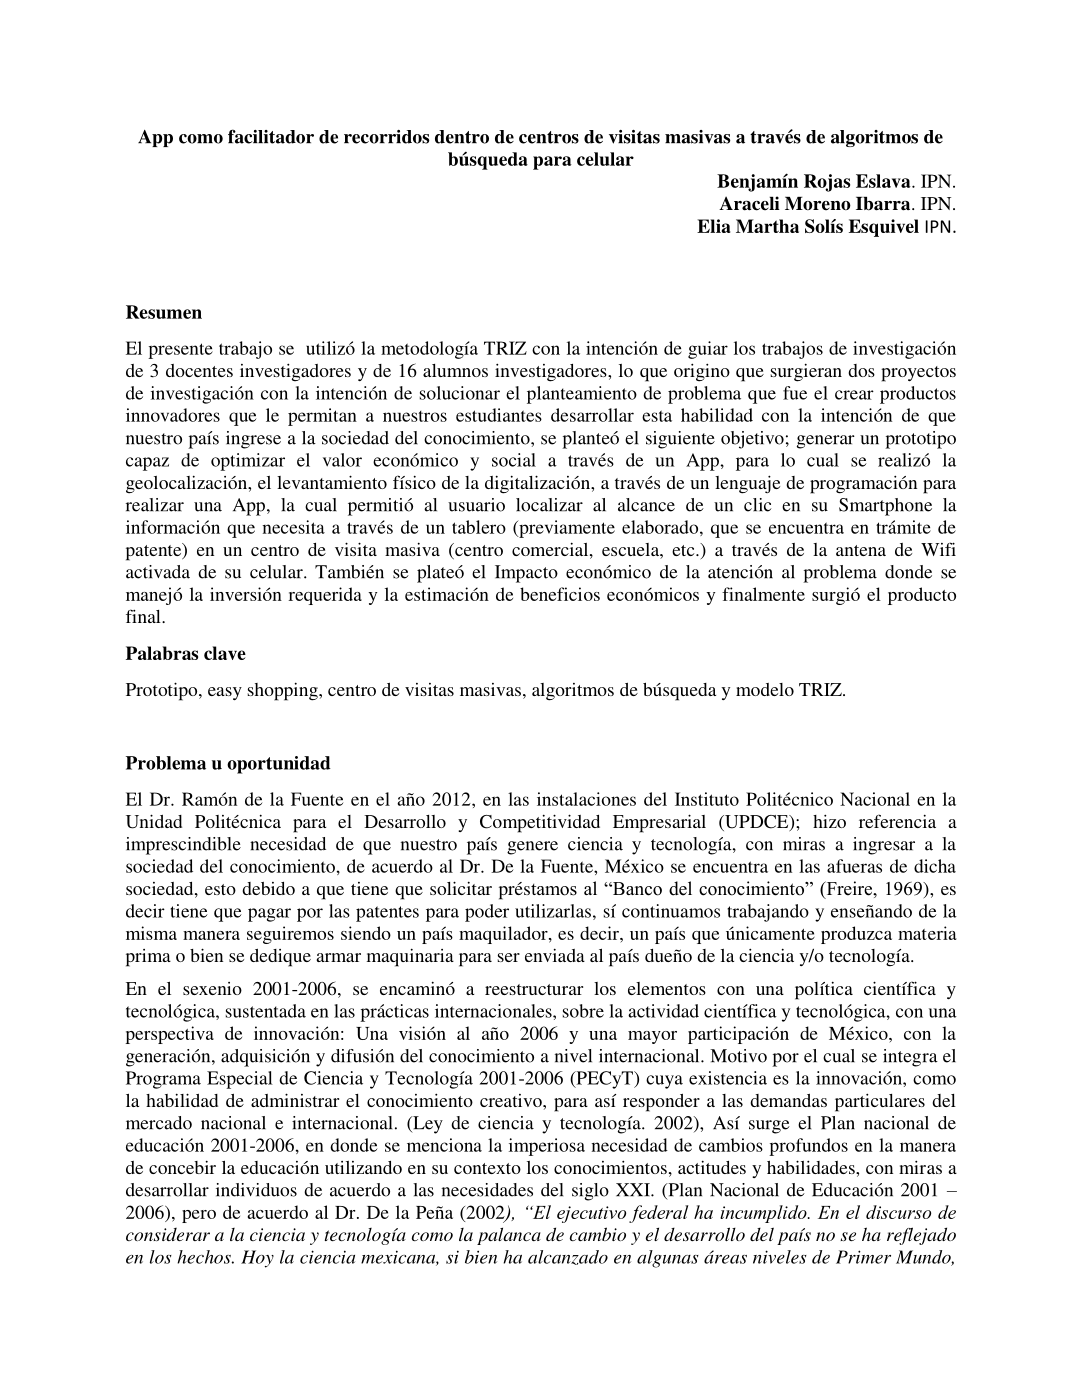 App como facilitador de recorridos dentro de centros de visitas masivas a través de algoritmos de
búsqueda para celular
Benjamín Rojas Eslava. IPN.
Araceli Moreno Ibarra. IPN.
Elia Martha Solís Esquivel IPN.
Resumen
El presente trabajo se utilizó la metodología TRIZ con la intención de guiar los trabajos de investigación
de 3 docentes investigadores y de 16 alumnos investigadores, lo que origino que surgieran dos proyectos
de investigación con la intención de solucionar el planteamiento de problema que fue el crear productos
innovadores que le permitan a nuestros estudiantes desarrollar esta habilidad con la intención de que
nuestro país ingrese a la sociedad del conocimiento, se planteó el siguiente objetivo; generar un prototipo
capaz de optimizar el valor económico y social a través de un App, para lo cual se realizó la
geolocalización, el levantamiento físico de la digitalización, a través de un lenguaje de programación para
realizar una App, la cual permitió al usuario localizar al alcance de un clic en su Smartphone la
información que necesita a través de un tablero (previamente elaborado, que se encuentra en trámite de
patente) en un centro de visita masiva (centro comercial, escuela, etc.) a través de la antena de Wifi
activada de su celular. También se plateó el Impacto económico de la atención al problema donde se
manejó la inversión requerida y la estimación de beneficios económicos y finalmente surgió el producto
final.
Palabras clave
Prototipo, easy shopping, centro de visitas masivas, algoritmos de búsqueda y modelo TRIZ.
Problema u oportunidad
El Dr. Ramón de la Fuente en el año 2012, en las instalaciones del Instituto Politécnico Nacional en la
Unidad Politécnica para el Desarrollo y Competitividad Empresarial (UPDCE); hizo referencia a
imprescindible necesidad de que nuestro país genere ciencia y tecnología, con miras a ingresar a la
sociedad del conocimiento, de acuerdo al Dr. De la Fuente, México se encuentra en las afueras de dicha
sociedad, esto debido a que tiene que solicitar préstamos al “Banco del conocimiento” (Freire, 1969), es
decir tiene que pagar por las patentes para poder utilizarlas, sí continuamos trabajando y enseñando de la
misma manera seguiremos siendo un país maquilador, es decir, un país que únicamente produzca materia
prima o bien se dedique armar maquinaria para ser enviada al país dueño de la ciencia y/o tecnología.
En el sexenio 2001-2006, se encaminó a reestructurar los elementos con una política científica y
tecnológica, sustentada en las prácticas internacionales, sobre la actividad científica y tecnológica, con una
perspectiva de innovación: Una visión al año 2006 y una mayor participación de México, con la
generación, adquisición y difusión del conocimiento a nivel internacional. Motivo por el cual se integra el
Programa Especial de Ciencia y Tecnología 2001-2006 (PECyT) cuya existencia es la innovación, como
la habilidad de administrar el conocimiento creativo, para así responder a las demandas particulares del
mercado nacional e internacional. (Ley de ciencia y tecnología. 2002), Así surge el Plan nacional de
educación 2001-2006, en donde se menciona la imperiosa necesidad de cambios profundos en la manera
de concebir la educación utilizando en su contexto los conocimientos, actitudes y habilidades, con miras a
desarrollar individuos de acuerdo a las necesidades del siglo XXI. (Plan Nacional de Educación 2001 –
2006), pero de acuerdo al Dr. De la Peña (2002), “El ejecutivo federal ha incumplido. En el discurso de
considerar a la ciencia y tecnología como la palanca de cambio y el desarrollo del país no se ha reflejado
en los hechos. Hoy la ciencia mexicana, si bien ha alcanzado en algunas áreas niveles de Primer Mundo,